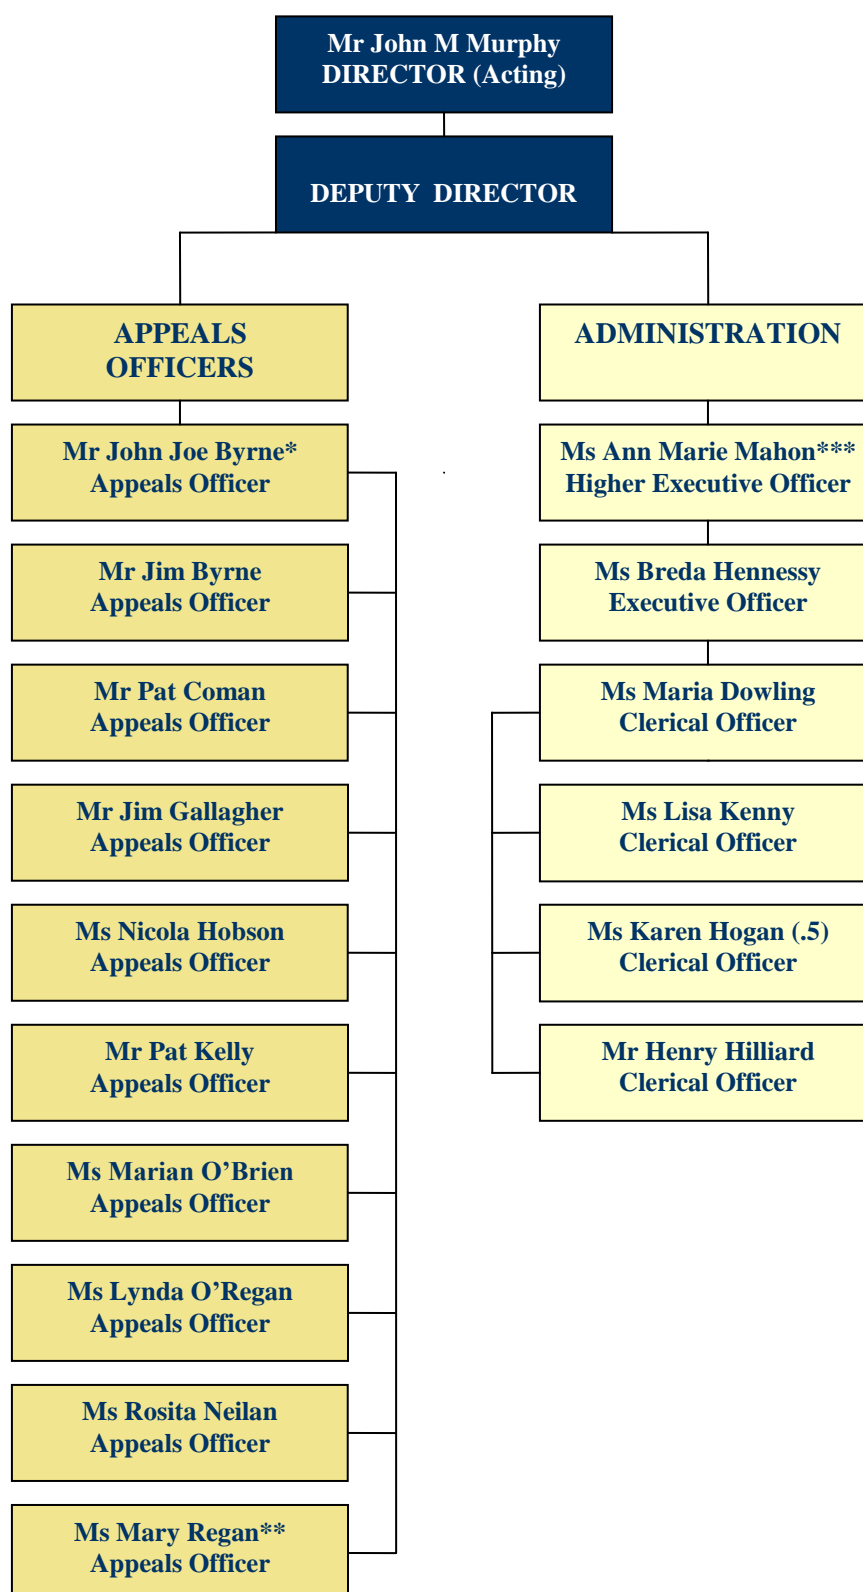 Mr John M Murphy
DIRECTOR (Acting)
DEPUTY DIRECTOR
APPEALS
OFFICERS
Mr John Joe Byrne*
Appeals Officer
Mr Jim Byrne
Appeals Officer
Mr Pat Coman
Appeals Officer
Mr Jim Gallagher
Appeals Officer
Ms Nicola Hobson
Appeals Officer
Mr Pat Kelly
Appeals Officer
Ms Marian O’Brien
Appeals Officer
Ms Lynda O’Regan
Appeals Officer
Ms Rosita Neilan
Appeals Officer
Ms Mary Regan**
Appeals Officer
ADMINISTRATION
Ms Ann Marie Mahon***
Higher Executive Officer
Ms Breda Hennessy
Executive Officer
Ms Maria Dowling
Clerical Officer
Ms Lisa Kenny
Clerical Officer
Ms Karen Hogan (.5)
Clerical Officer
Mr Henry Hilliard
Clerical Officer